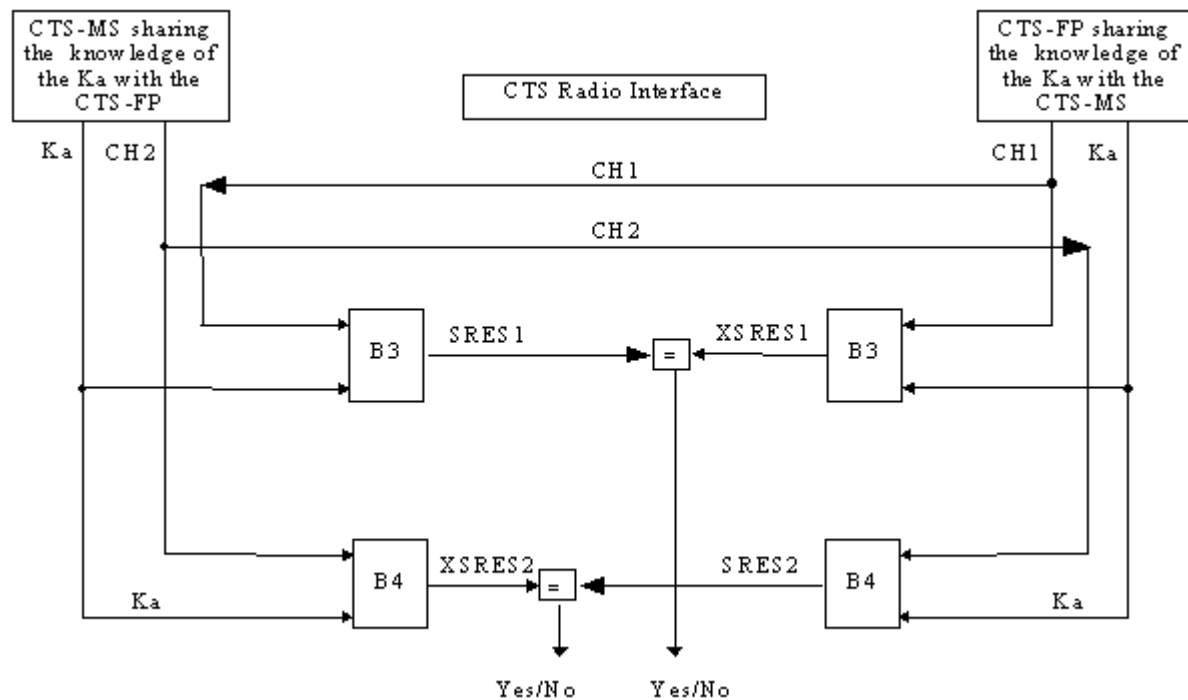 CTS-MS sharing
the knowledge of
the Ka with the
CTS-FP
CTS Radio Interface
CTS-FP sharing
the knowledge of
the Ka with the
CTS-MS
Ka
CH2
CH1
Ka
CH1
CH2
B3
SRES1
=
XSRES1
B3
B4
XSRES2
=
SRES2
B4
Ka
Ka
Yes/No
Yes/No